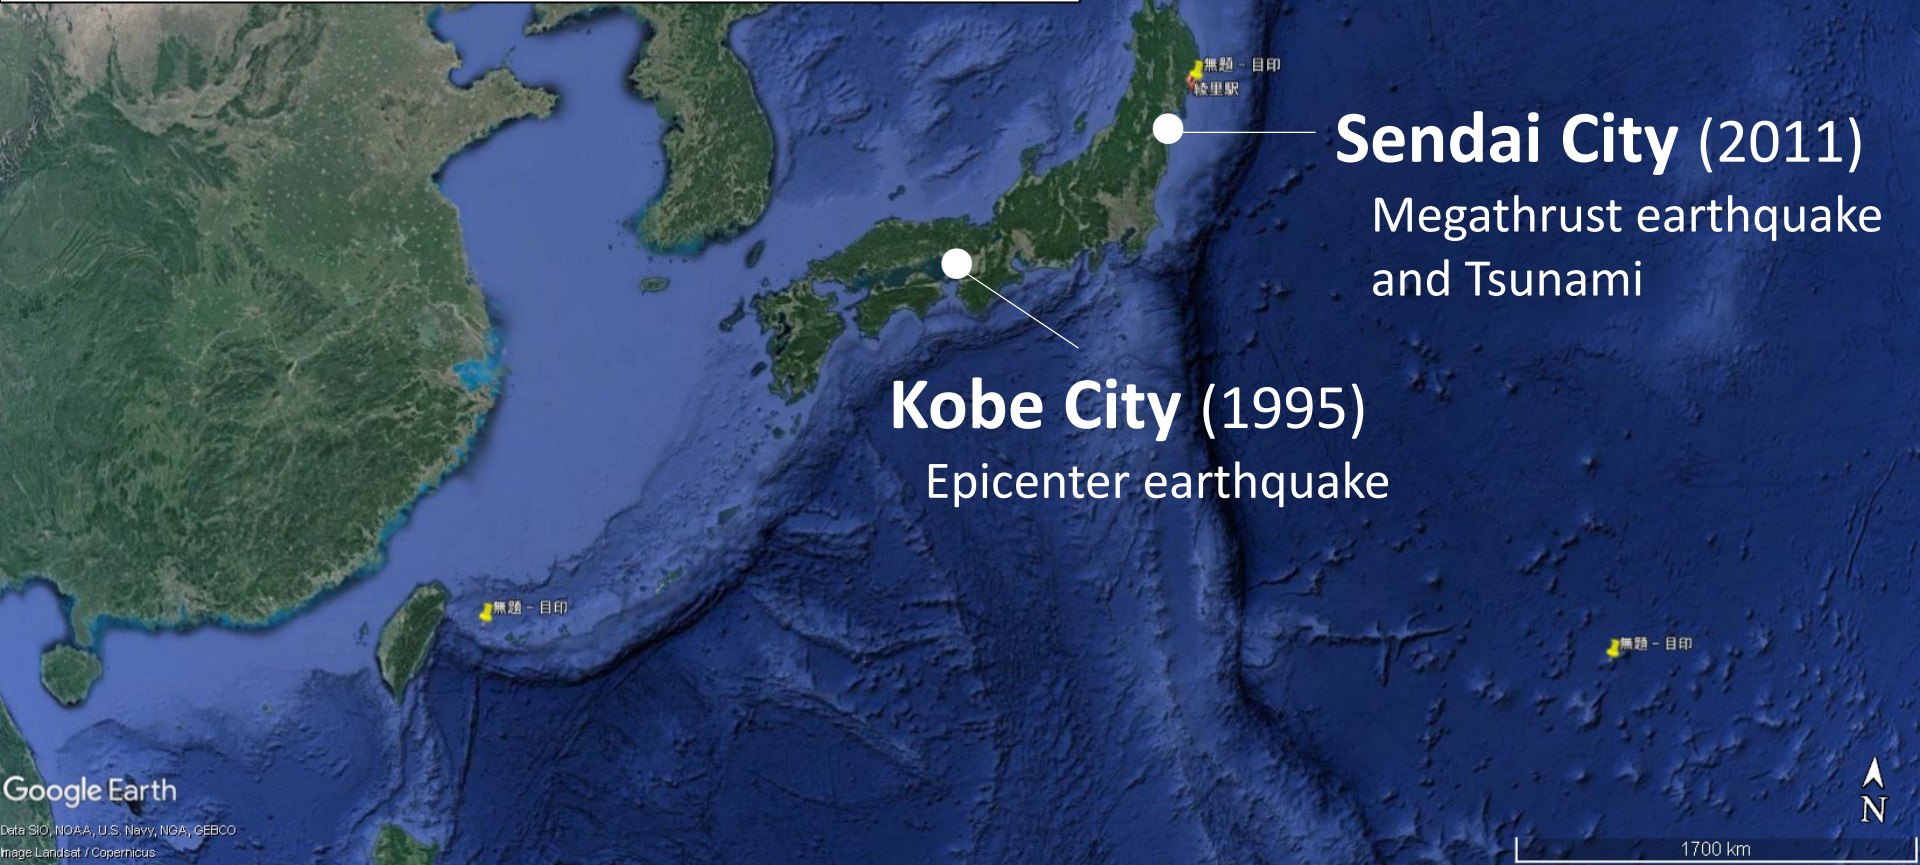 無題 - 目印
綾里駅
Sendai City (2011)
Megathrust earthquake
and Tsunami
Kobe City (1995)
Epicenter earthquake
無題 - 目印
無題 - 目印
Google Earth
Data SIO, NOAA, U.S. Navy, NGA, GEBCO
Image Landsat / Copernicus
N
1700 km